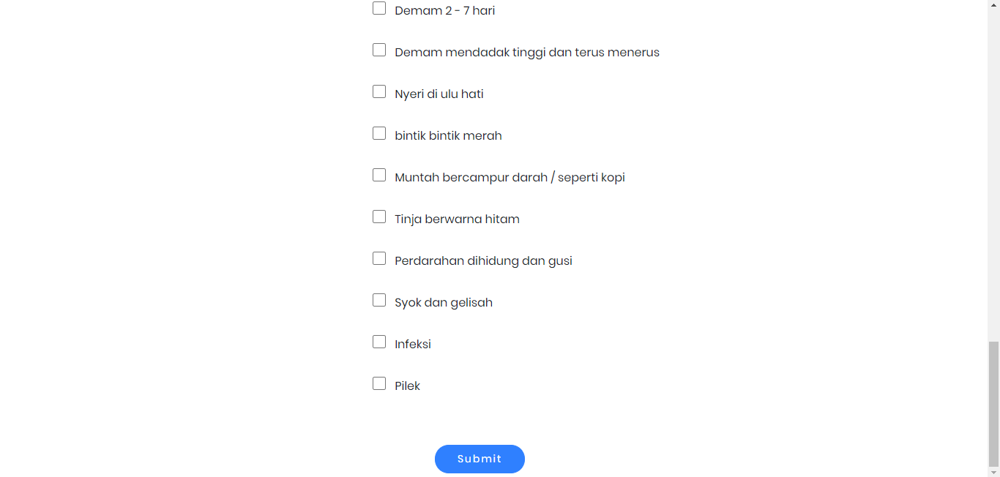 Demam 2 - 7 hari
Demam mendadak tinggi dan terus menerus
Nyeri di ulu hati
bintik bintik merah
Muntah bercampur darah / seperti kopi
Tinja berwarna hitam
Perdarahan dihidung dan gusi
Syok dan gelisah
Infeksi
Pilek
Submit